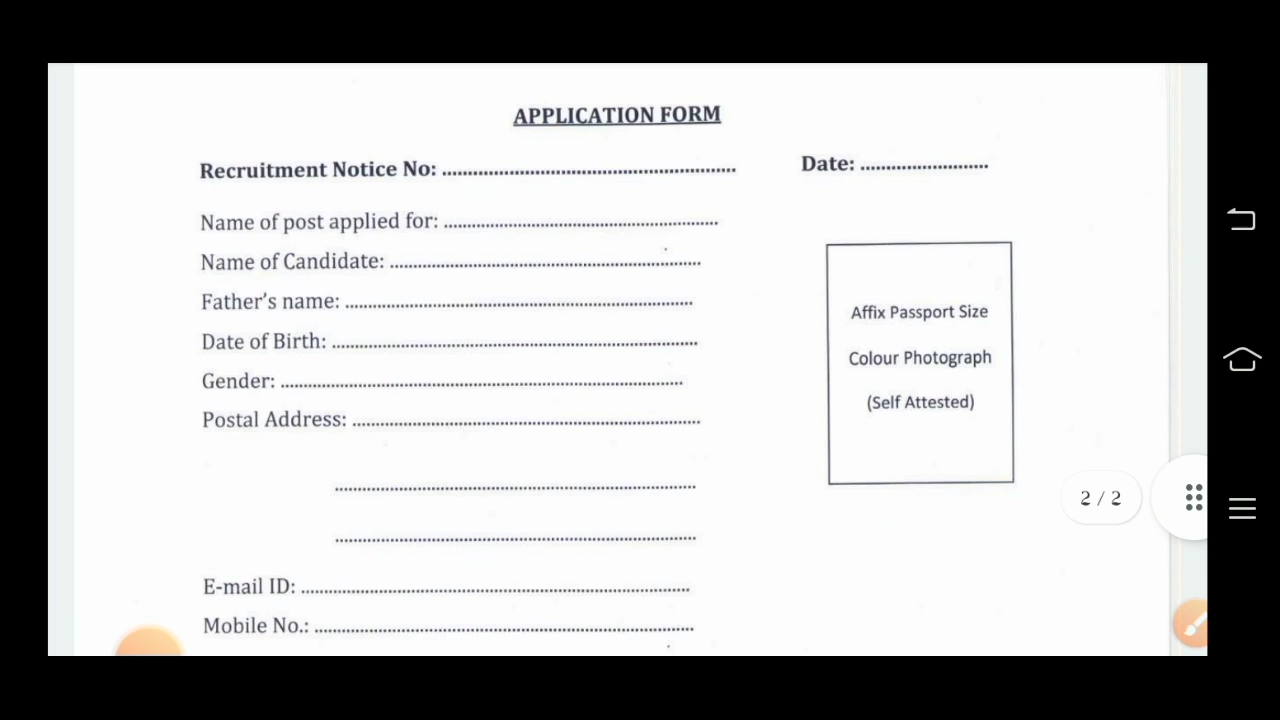 APPLICATION FORM
Recruitment Notice No: ......................................................... Date: .........................
Name of post applied for: ...........................................................
Name of Candidate: ...................................................................
Father's name: ...........................................................................
Date of Birth: ...............................................................................
Gender: .......................................................................................
Postal Address: ...........................................................................
Affix Passport Size
Colour Photograph
(Self Attested)
..............................................................................
..............................................................................
E-mail ID: ....................................................................................
Mobile No.: ..................................................................................
2 / 2